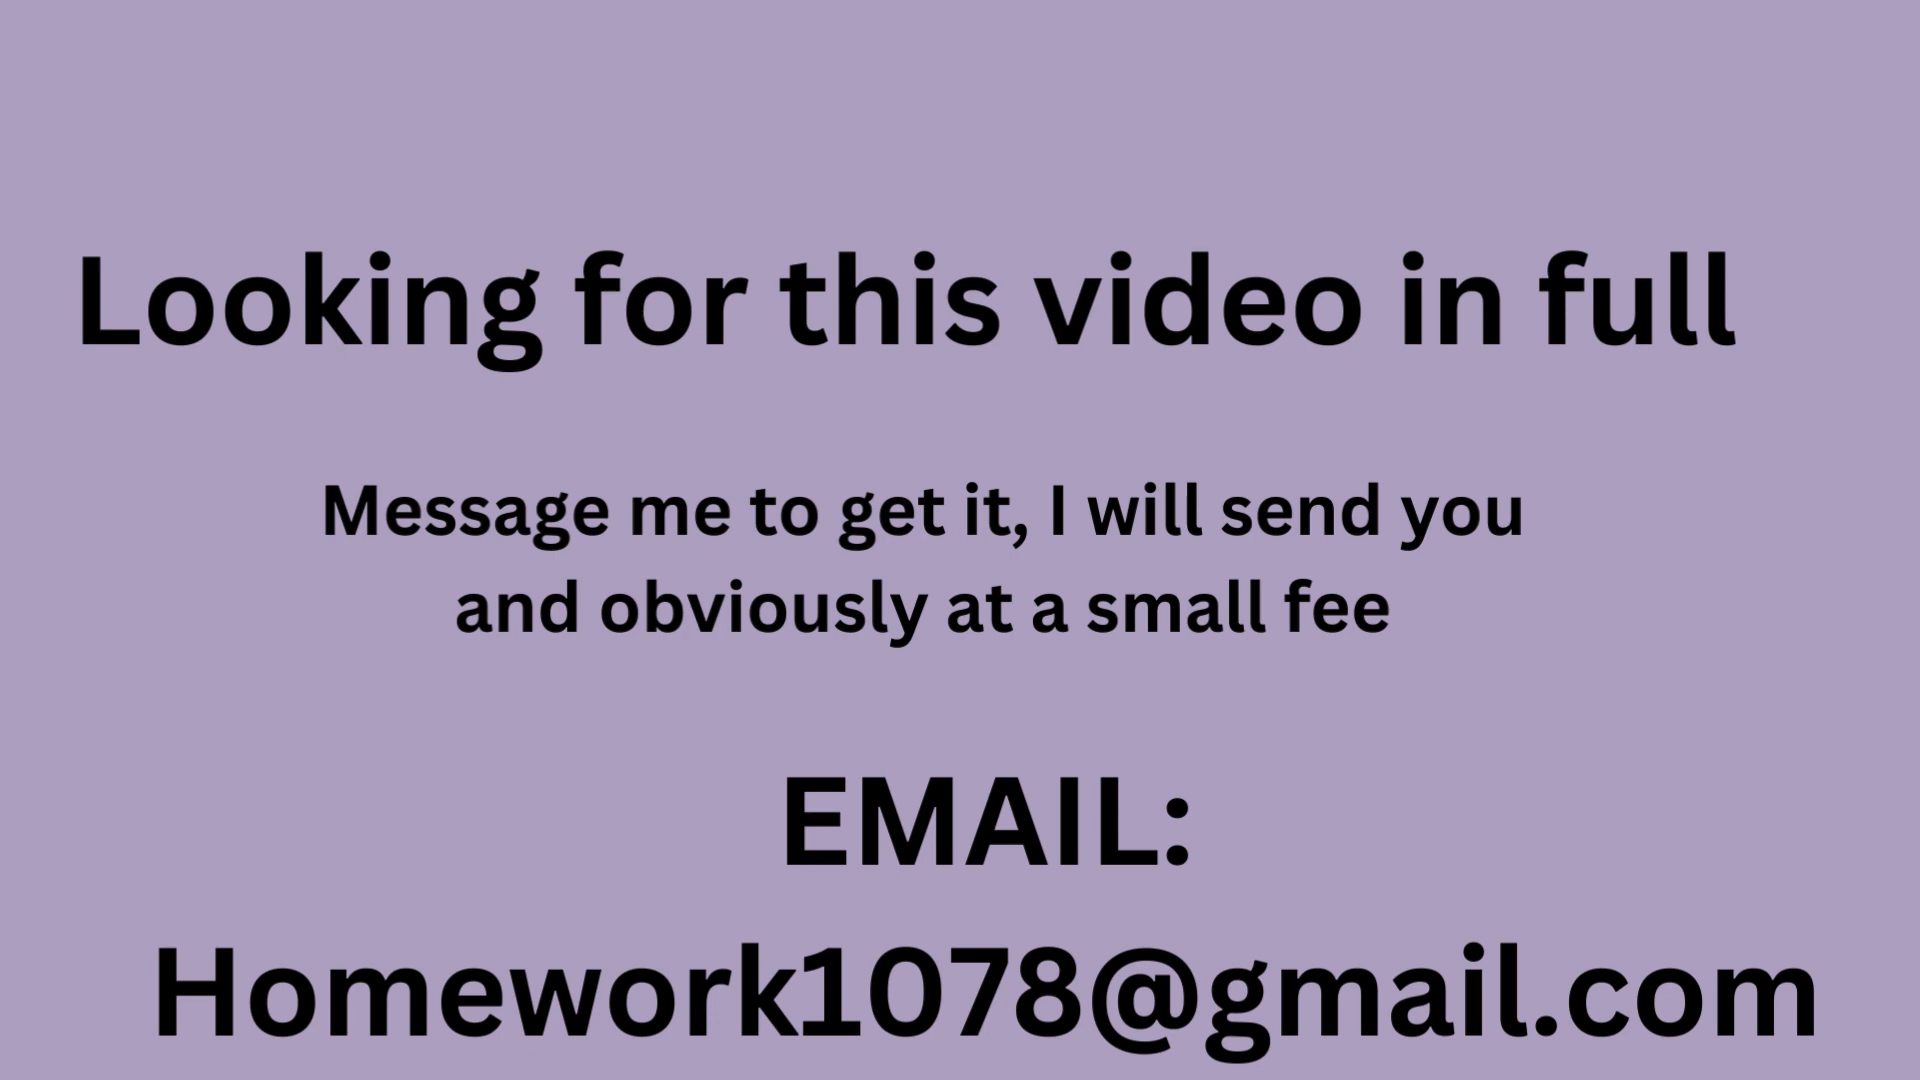 Looking for this video in full
Message me to get it, I will send you
and obviously at a small fee
EMAIL:
Homework1078@gmail.com